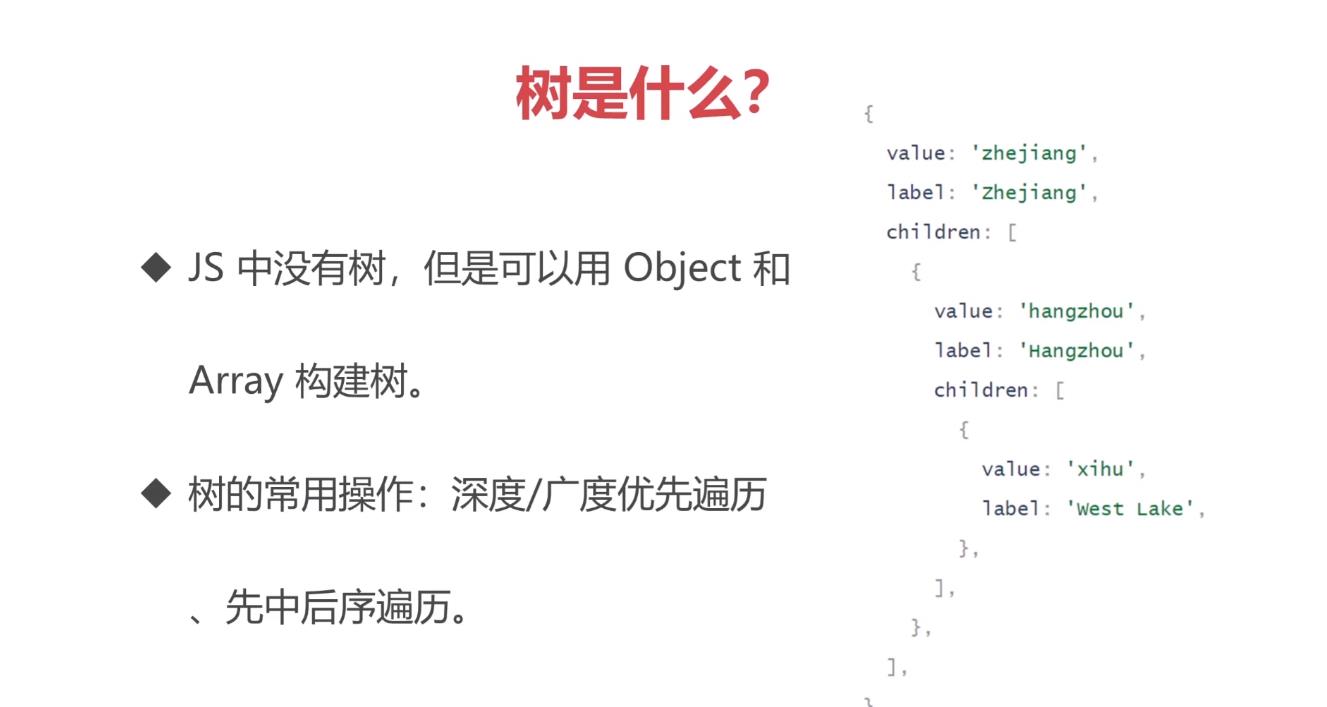 树是什么？
◆ JS 中没有树，但是可以用 Object 和
Array 构建树。
◆ 树的常用操作：深度/广度优先遍历
、先中后序遍历。
{
  value: 'zhejiang',
  label: 'Zhejiang',
  children: [
    {
      value: 'hangzhou',
      label: 'Hangzhou',
      children: [
        {
          value: 'xihu',
          label: 'West Lake',
        },
      ],
    },
  ],
}